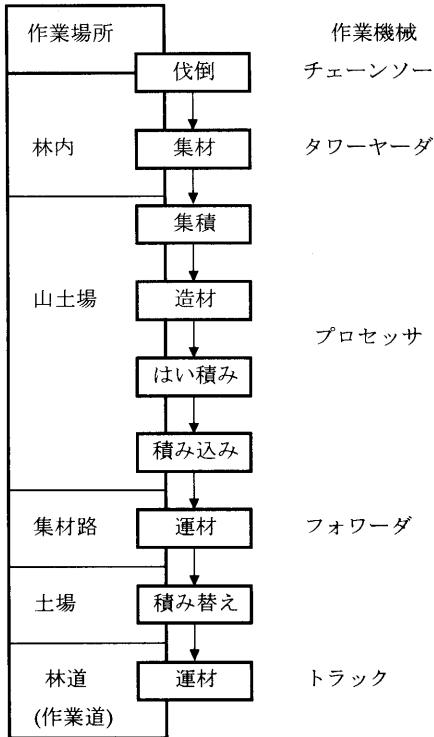 作業場所
作業機械
伐倒
チェーンソー
林内
集材
タワーヤーダ
集積
山土場
造材
プロセッサ
はい積み
積み込み
集材路
運材
フォワーダ
土場
積み替え
林道
運材
トラック
(作業道)